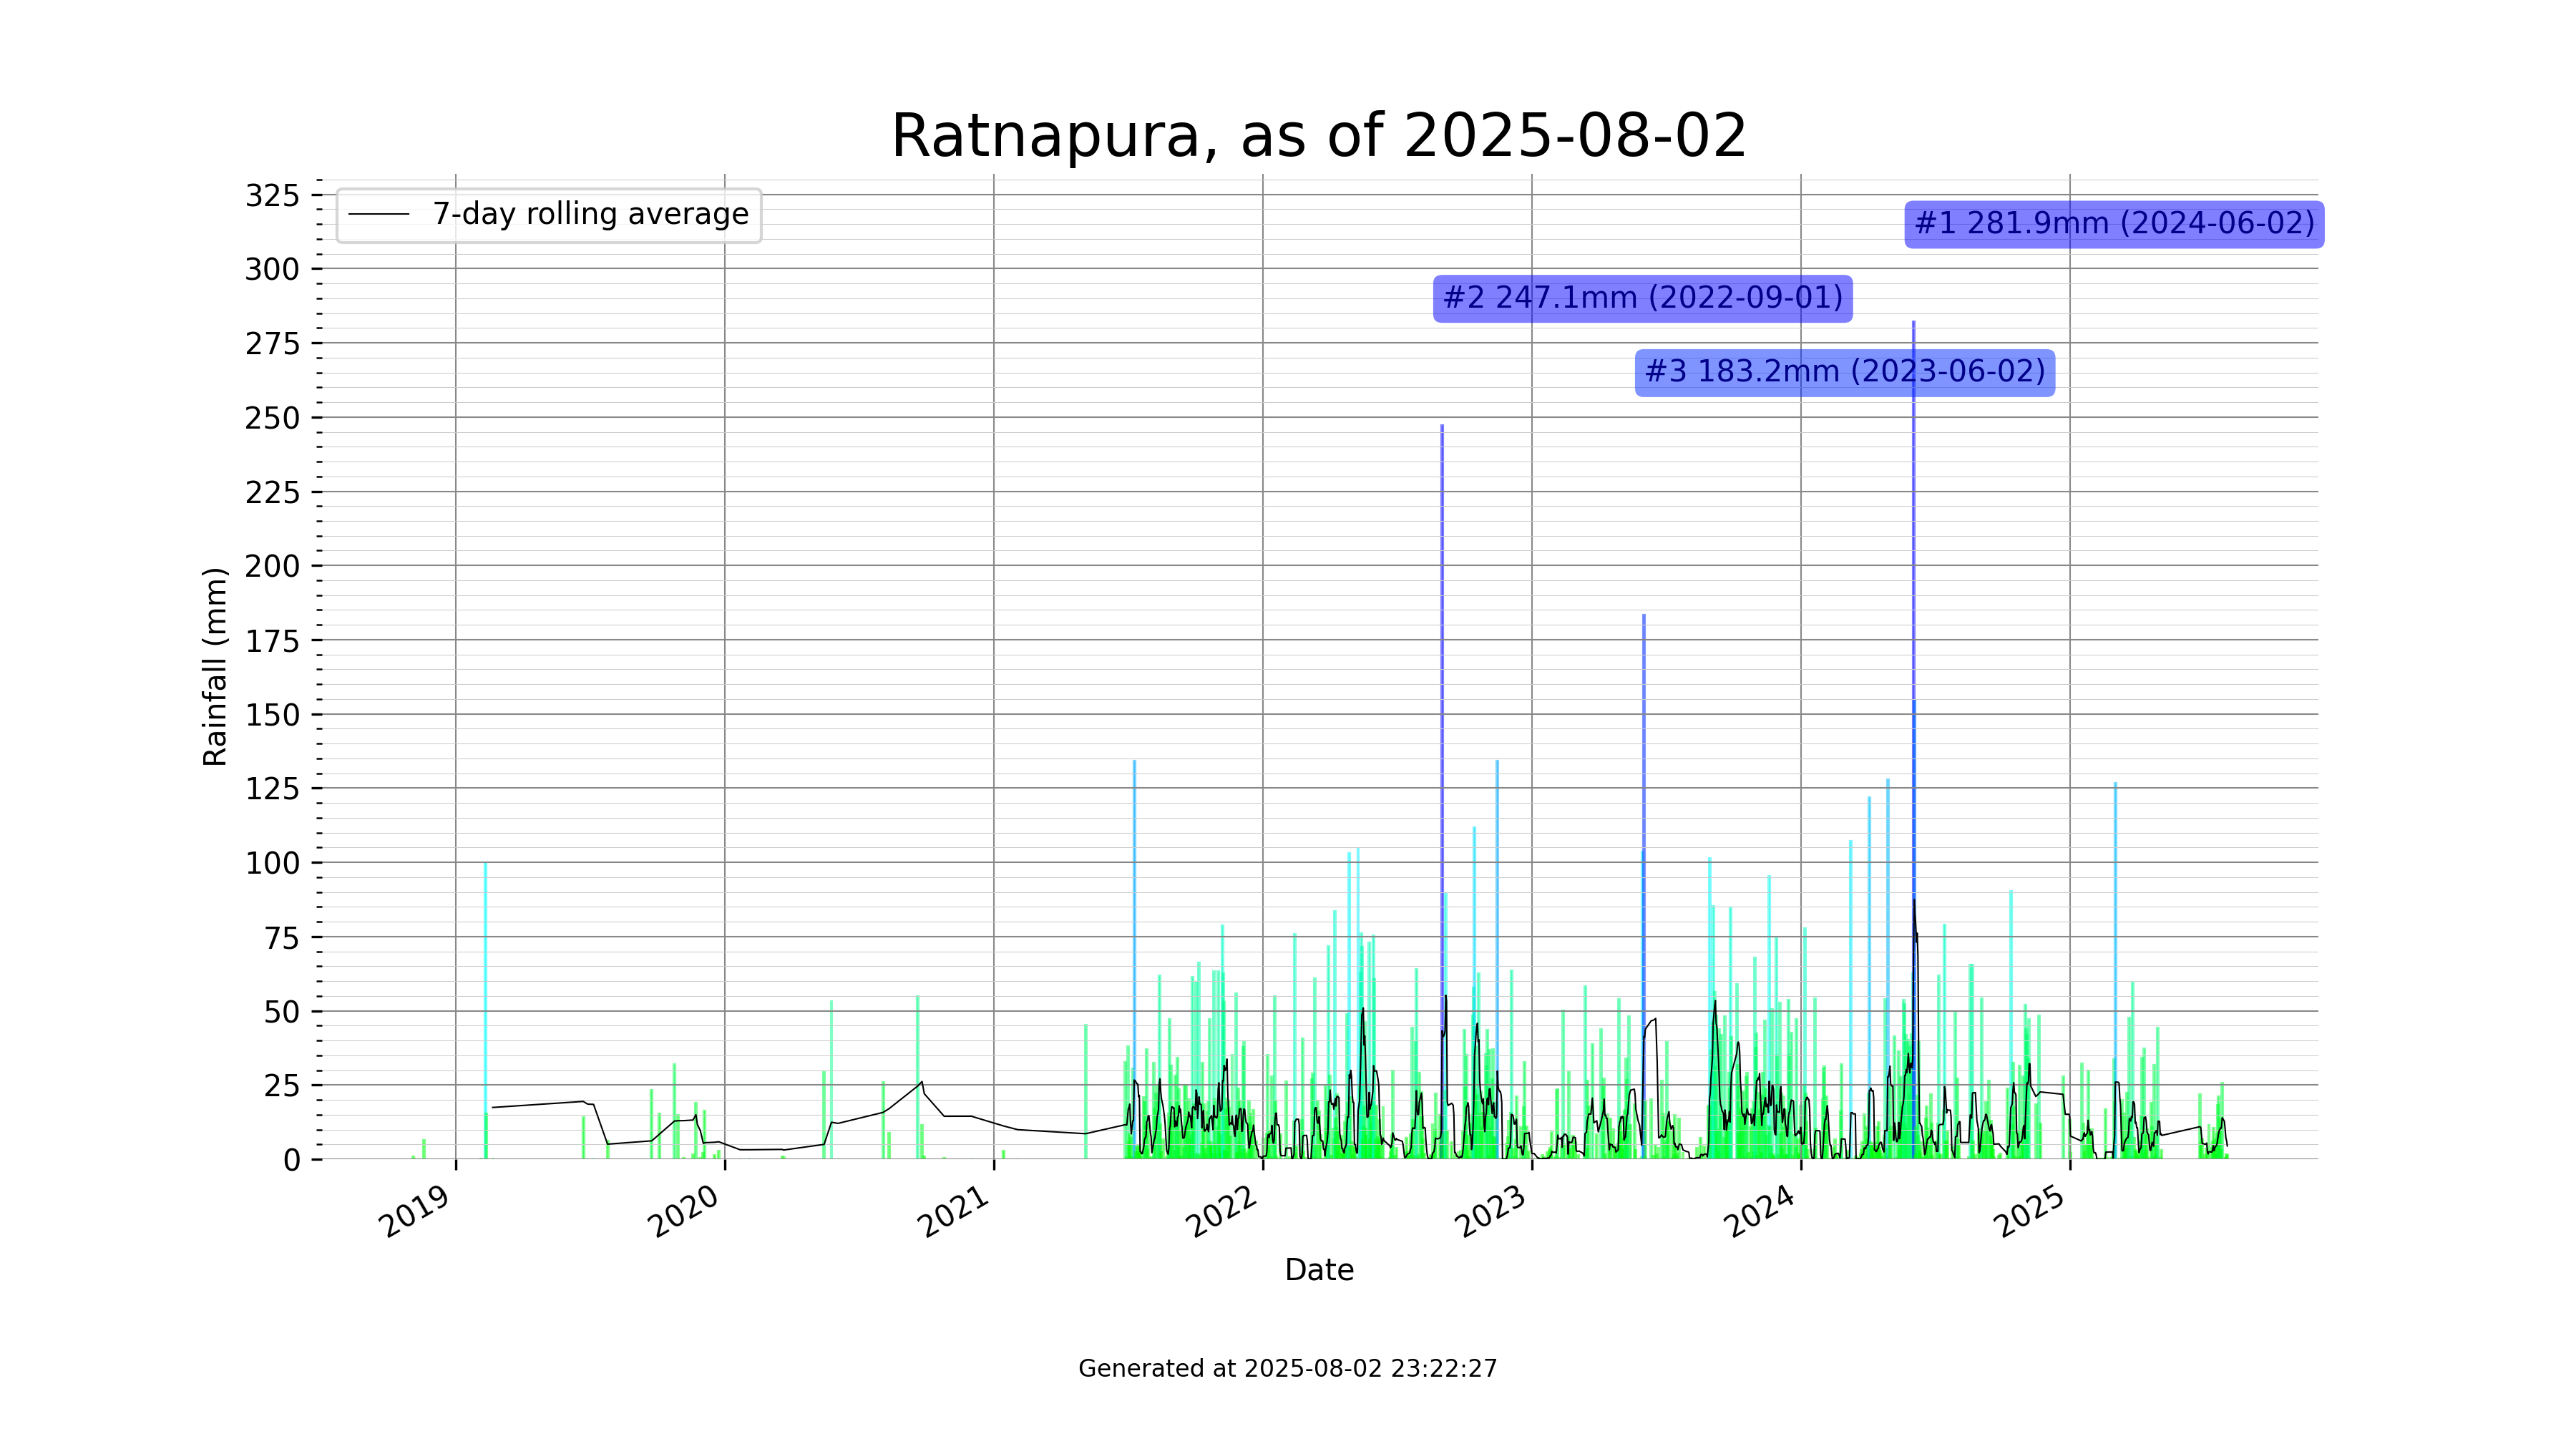 Ratnapura, as of 2025-08-02
7-day rolling average
#1 281.9mm (2024-06-02)
#2 247.1mm (2022-09-01)
#3 183.2mm (2023-06-02)
Rainfall (mm)
325
300
275
250
225
200
175
150
125
100
75
50
25
0
2019
2020
2021
2022
2023
2024
2025
Date
Generated at 2025-08-02 23:22:27